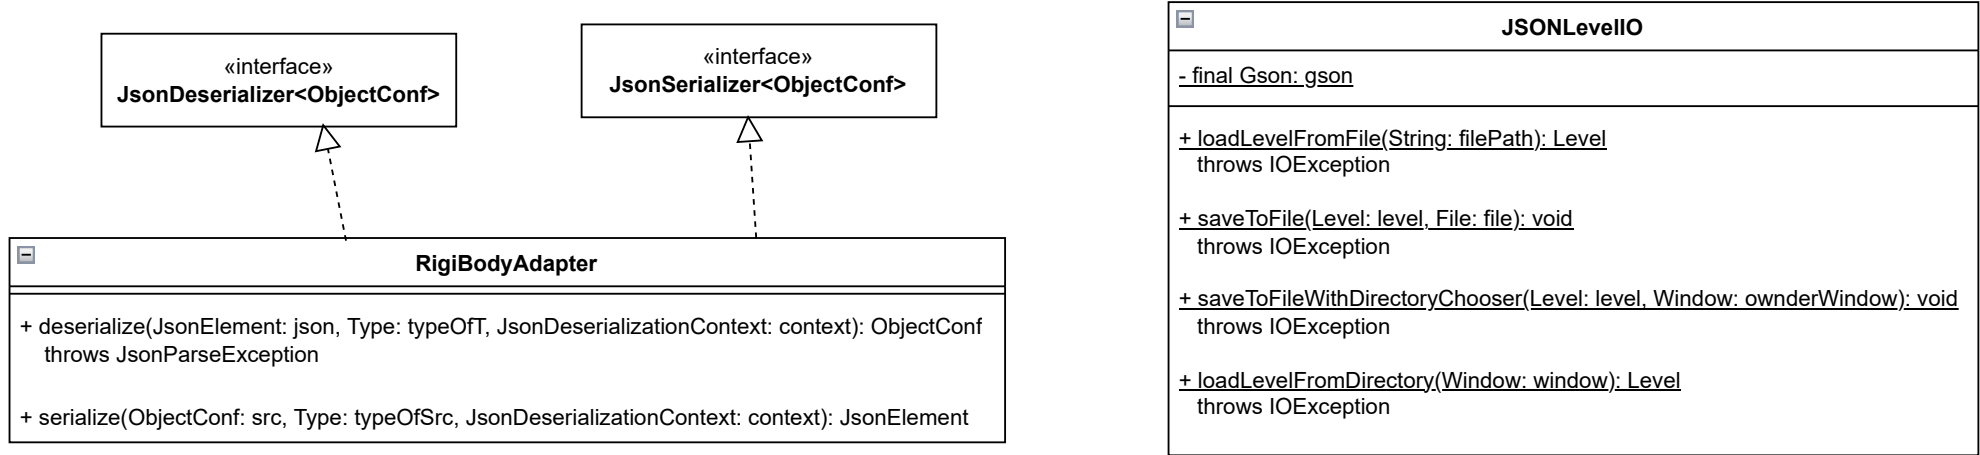 «interface»
JsonDeserializer<ObjectConf>
«interface»
JsonSerializer<ObjectConf>
RigiBodyAdapter
+ deserialize(JsonElement: json, Type: typeOfT, JsonDeserializationContext: context): ObjectConf
throws JsonParseException
+ serialize(ObjectConf: src, Type: typeOfSrc, JsonDeserializationContext: context): JsonElement
JSONLevelIO
- final Gson: gson
+ loadLevelFromFile(String: filePath): Level
throws IOException
+ saveToFile(Level: level, File: file): void
throws IOException
+ saveToFileWithDirectoryChooser(Level: level, Window: ownderWindow): void
throws IOException
+ loadLevelFromDirectory(Window: window): Level
throws IOException